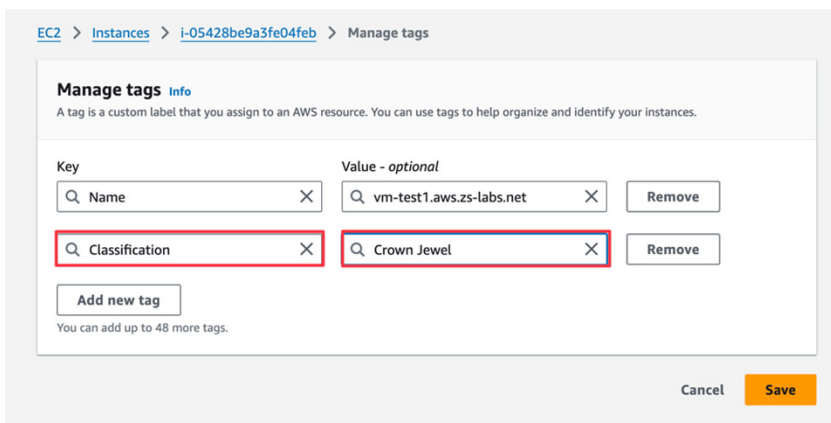 EC2 > Instances > i-05428be9a3fe04feb > Manage tags
Manage tags Info
A tag is a custom label that you assign to an AWS resource. You can use tags to help organize and identify your instances.
Key Value - optional
Name vm-test1.aws.zs-labs.net Remove
Classification Crown Jewel Remove
Add new tag
You can add up to 48 more tags.
Cancel Save